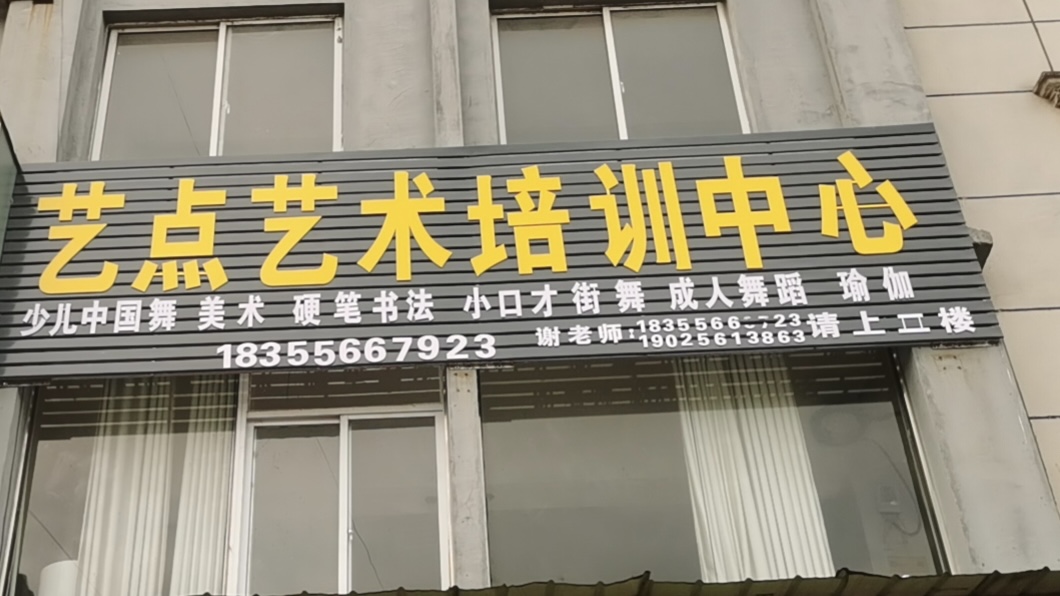 艺点艺术培训中心
少儿中国舞 美术 硬笔书法 小口才 街舞 成人舞蹈 瑜伽
18355667923 谢老师: 请上二楼
19025613863